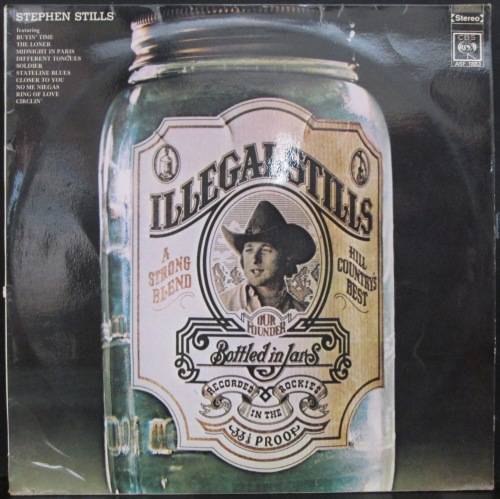 STEPHEN STILLS
featuring
BUYIN' TIME
THE LONER
MIDNIGHT IN PARIS
DIFFERENT TONGUES
SOLDIER
STATELINE BLUES
CLOSER TO YOU
NO ME NIEGAS
RING OF LOVE
CIRCLIN'
Stereo
CBS
ILLEGAL STILLS
A
STRONG
BLEND
HILL
COUNTRY'S
BEST
OUR
FOUNDER
Bottled in Jars
RECORDED
ROCKIES
IN THE
33⅓ PROOF